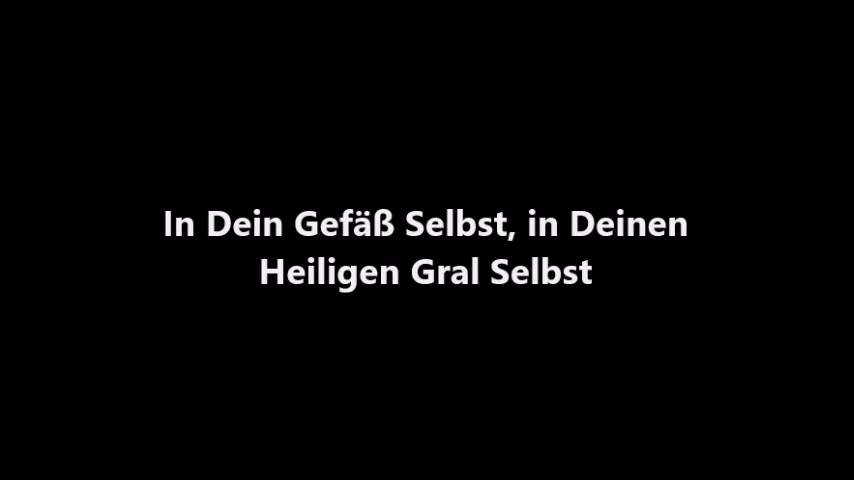 In Dein Gefäß Selbst, in Deinen
Heiligen Gral Selbst